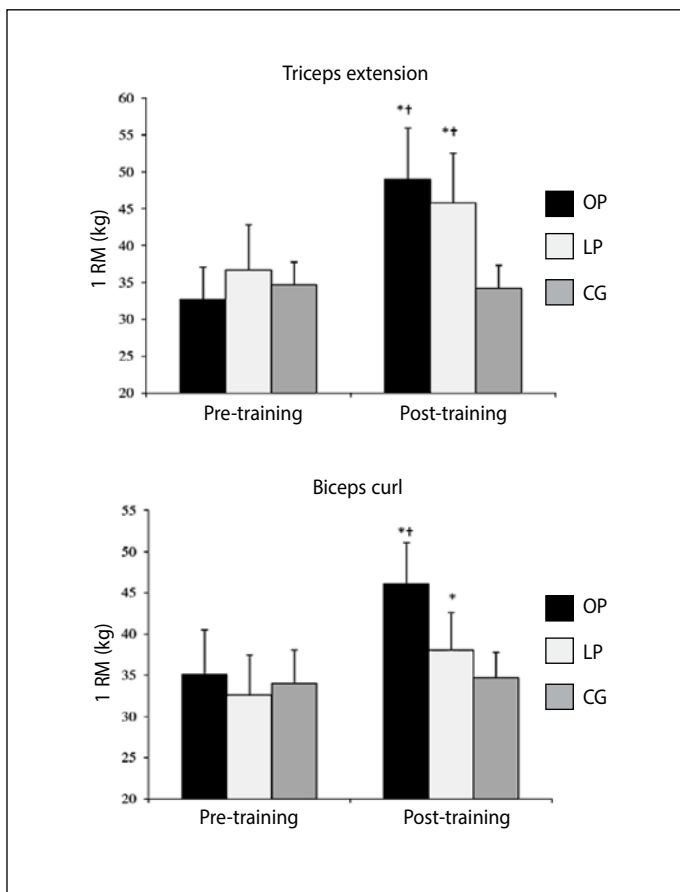 Triceps extension
60
55
50
45
40
35
30
25
20
1 RM (kg)
*†
*†
Pre-training
Post-training
OP
LP
CG
Biceps curl
55
50
45
40
35
30
25
20
1 RM (kg)
*†
*
Pre-training
Post-training
OP
LP
CG